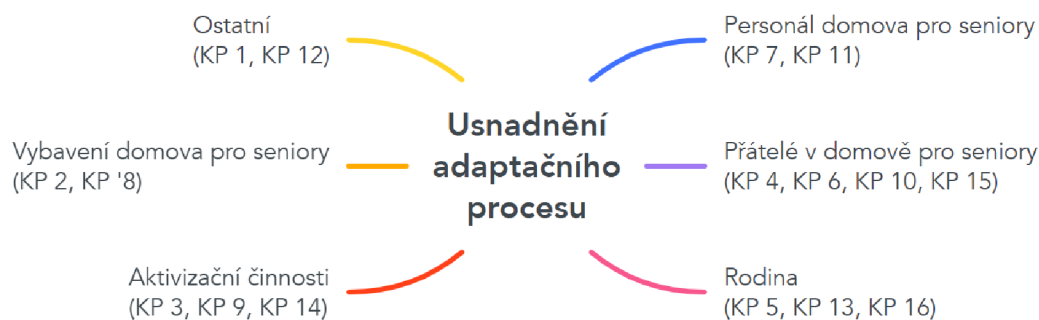 Ostatní
(KP 1, KP 12)
Personál domova pro seniory
(KP 7, KP 11)
Vybavení domova pro seniory
(KP 2, KP '8)
Usnadnění
adaptačního
procesu
Přátelé v domově pro seniory
(KP 4, KP 6, KP 10, KP 15)
Aktivizační činnosti
(KP 3, KP 9, KP 14)
Rodina
(KP 5, KP 13, KP 16)